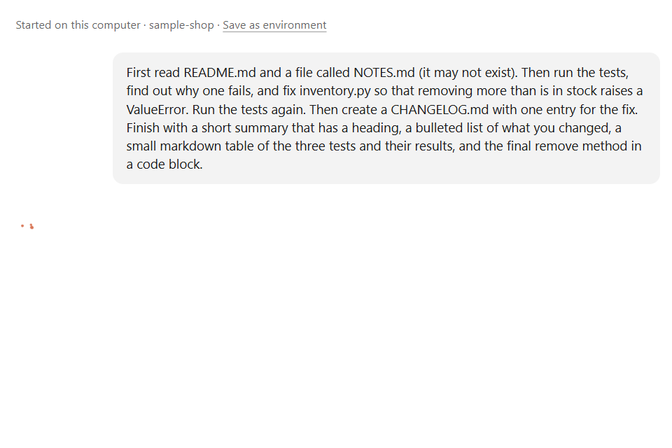 Started on this computer · sample-shop · Save as environment
First read README.md and a file called NOTES.md (it may not exist). Then run the tests,
find out why one fails, and fix inventory.py so that removing more than is in stock raises a
ValueError. Run the tests again. Then create a CHANGELOG.md with one entry for the fix.
Finish with a short summary that has a heading, a bulleted list of what you changed, a
small markdown table of the three tests and their results, and the final remove method in
a code block.